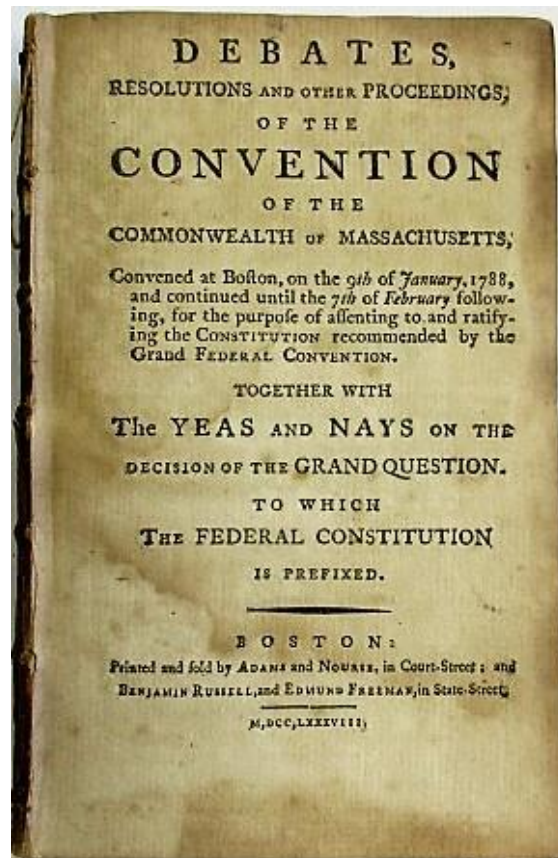 DEBATES,
RESOLUTIONS AND OTHER PROCEEDINGS,
OF THE
CONVENTION
OF THE
COMMONWEALTH OF MASSACHUSETTS,
Convened at Boſton, on the 9th of January, 1788,
and continued until the 7th of February follow-
ing, for the purpoſe of aſſenting to and ratify-
ing the CONSTITUTION recommended by the
Grand FEDERAL CONVENTION.
TOGETHER WITH
The YEAS AND NAYS ON THE
DECISION OF THE GRAND QUESTION.
TO WHICH
THE FEDERAL CONSTITUTION
IS PREFIXED.
BOSTON:
Printed and ſold by ADAMS and NOURSE, in Court-Street; and
BENJAMIN RUSSELL, and EDMUND FREEMAN, in State-Street.
M,DCC,LXXXVIII.